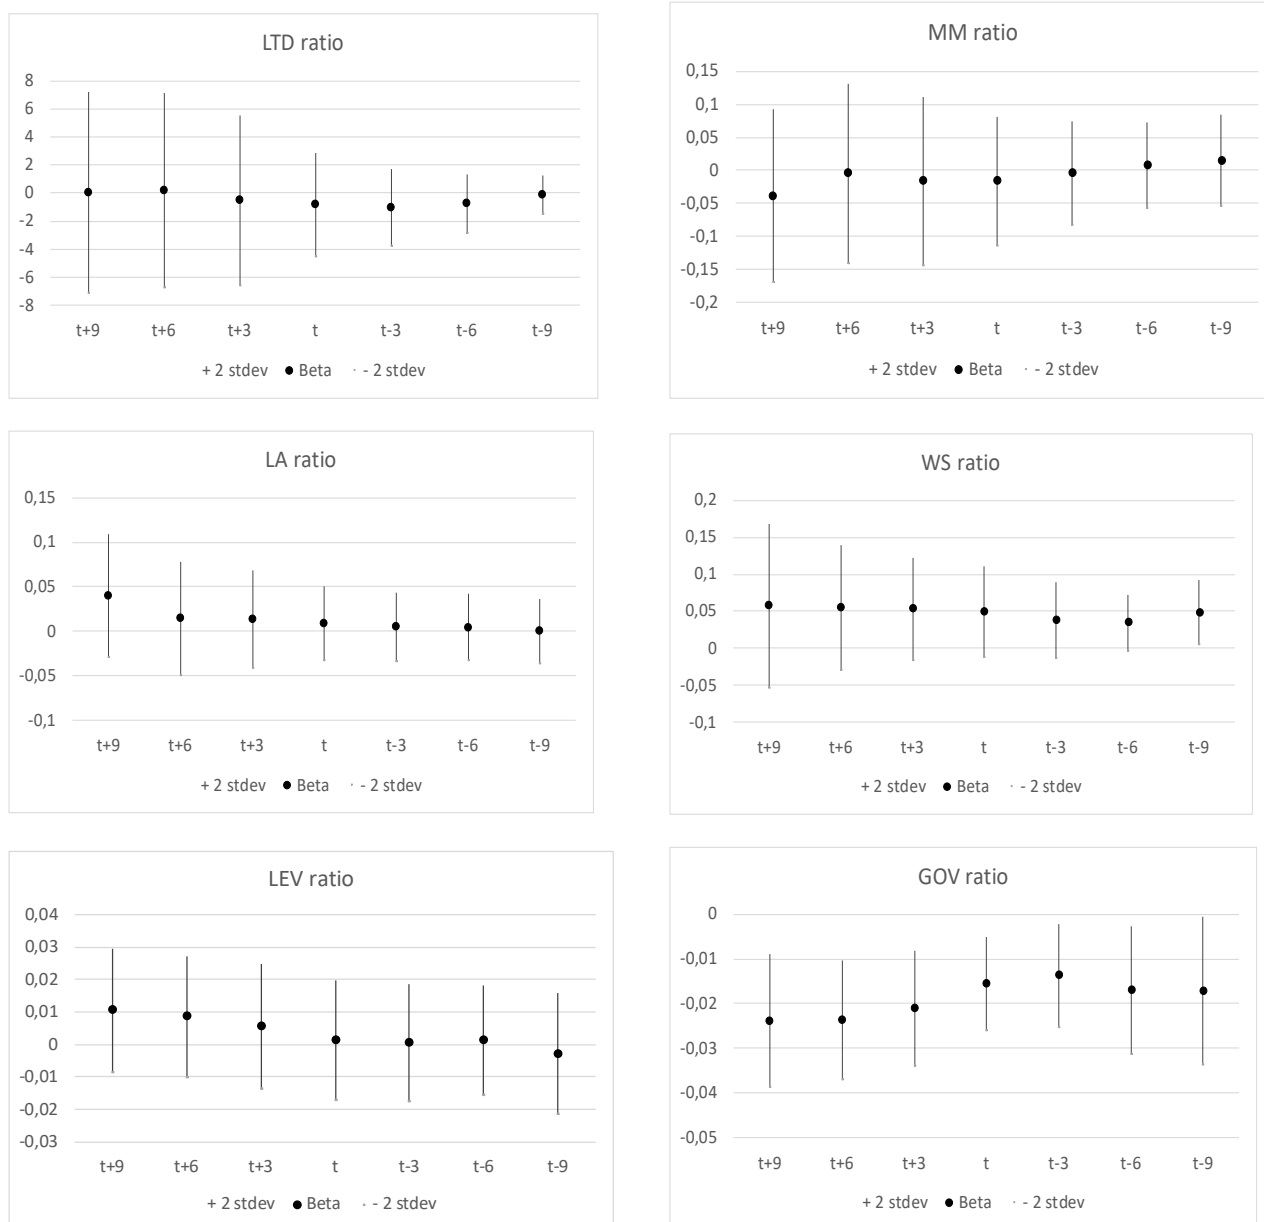 LTD ratio
8
6
4
2
0
-2
-4
-6
-8
t+9 t+6 t+3 t t-3 t-6 t-9
+ 2 stdev Beta - 2 stdev
MM ratio
0,15
0,1
0,05
0
-0,05
-0,1
-0,15
-0,2
t+9 t+6 t+3 t t-3 t-6 t-9
+ 2 stdev Beta - 2 stdev
LA ratio
0,15
0,1
0,05
0
-0,05
-0,1
t+9 t+6 t+3 t t-3 t-6 t-9
+ 2 stdev Beta - 2 stdev
WS ratio
0,2
0,15
0,1
0,05
0
-0,05
-0,1
t+9 t+6 t+3 t t-3 t-6 t-9
+ 2 stdev Beta - 2 stdev
LEV ratio
0,04
0,03
0,02
0,01
0
-0,01
-0,02
-0,03
t+9 t+6 t+3 t t-3 t-6 t-9
+ 2 stdev Beta - 2 stdev
GOV ratio
0
-0,01
-0,02
-0,03
-0,04
-0,05
t+9 t+6 t+3 t t-3 t-6 t-9
+ 2 stdev Beta - 2 stdev